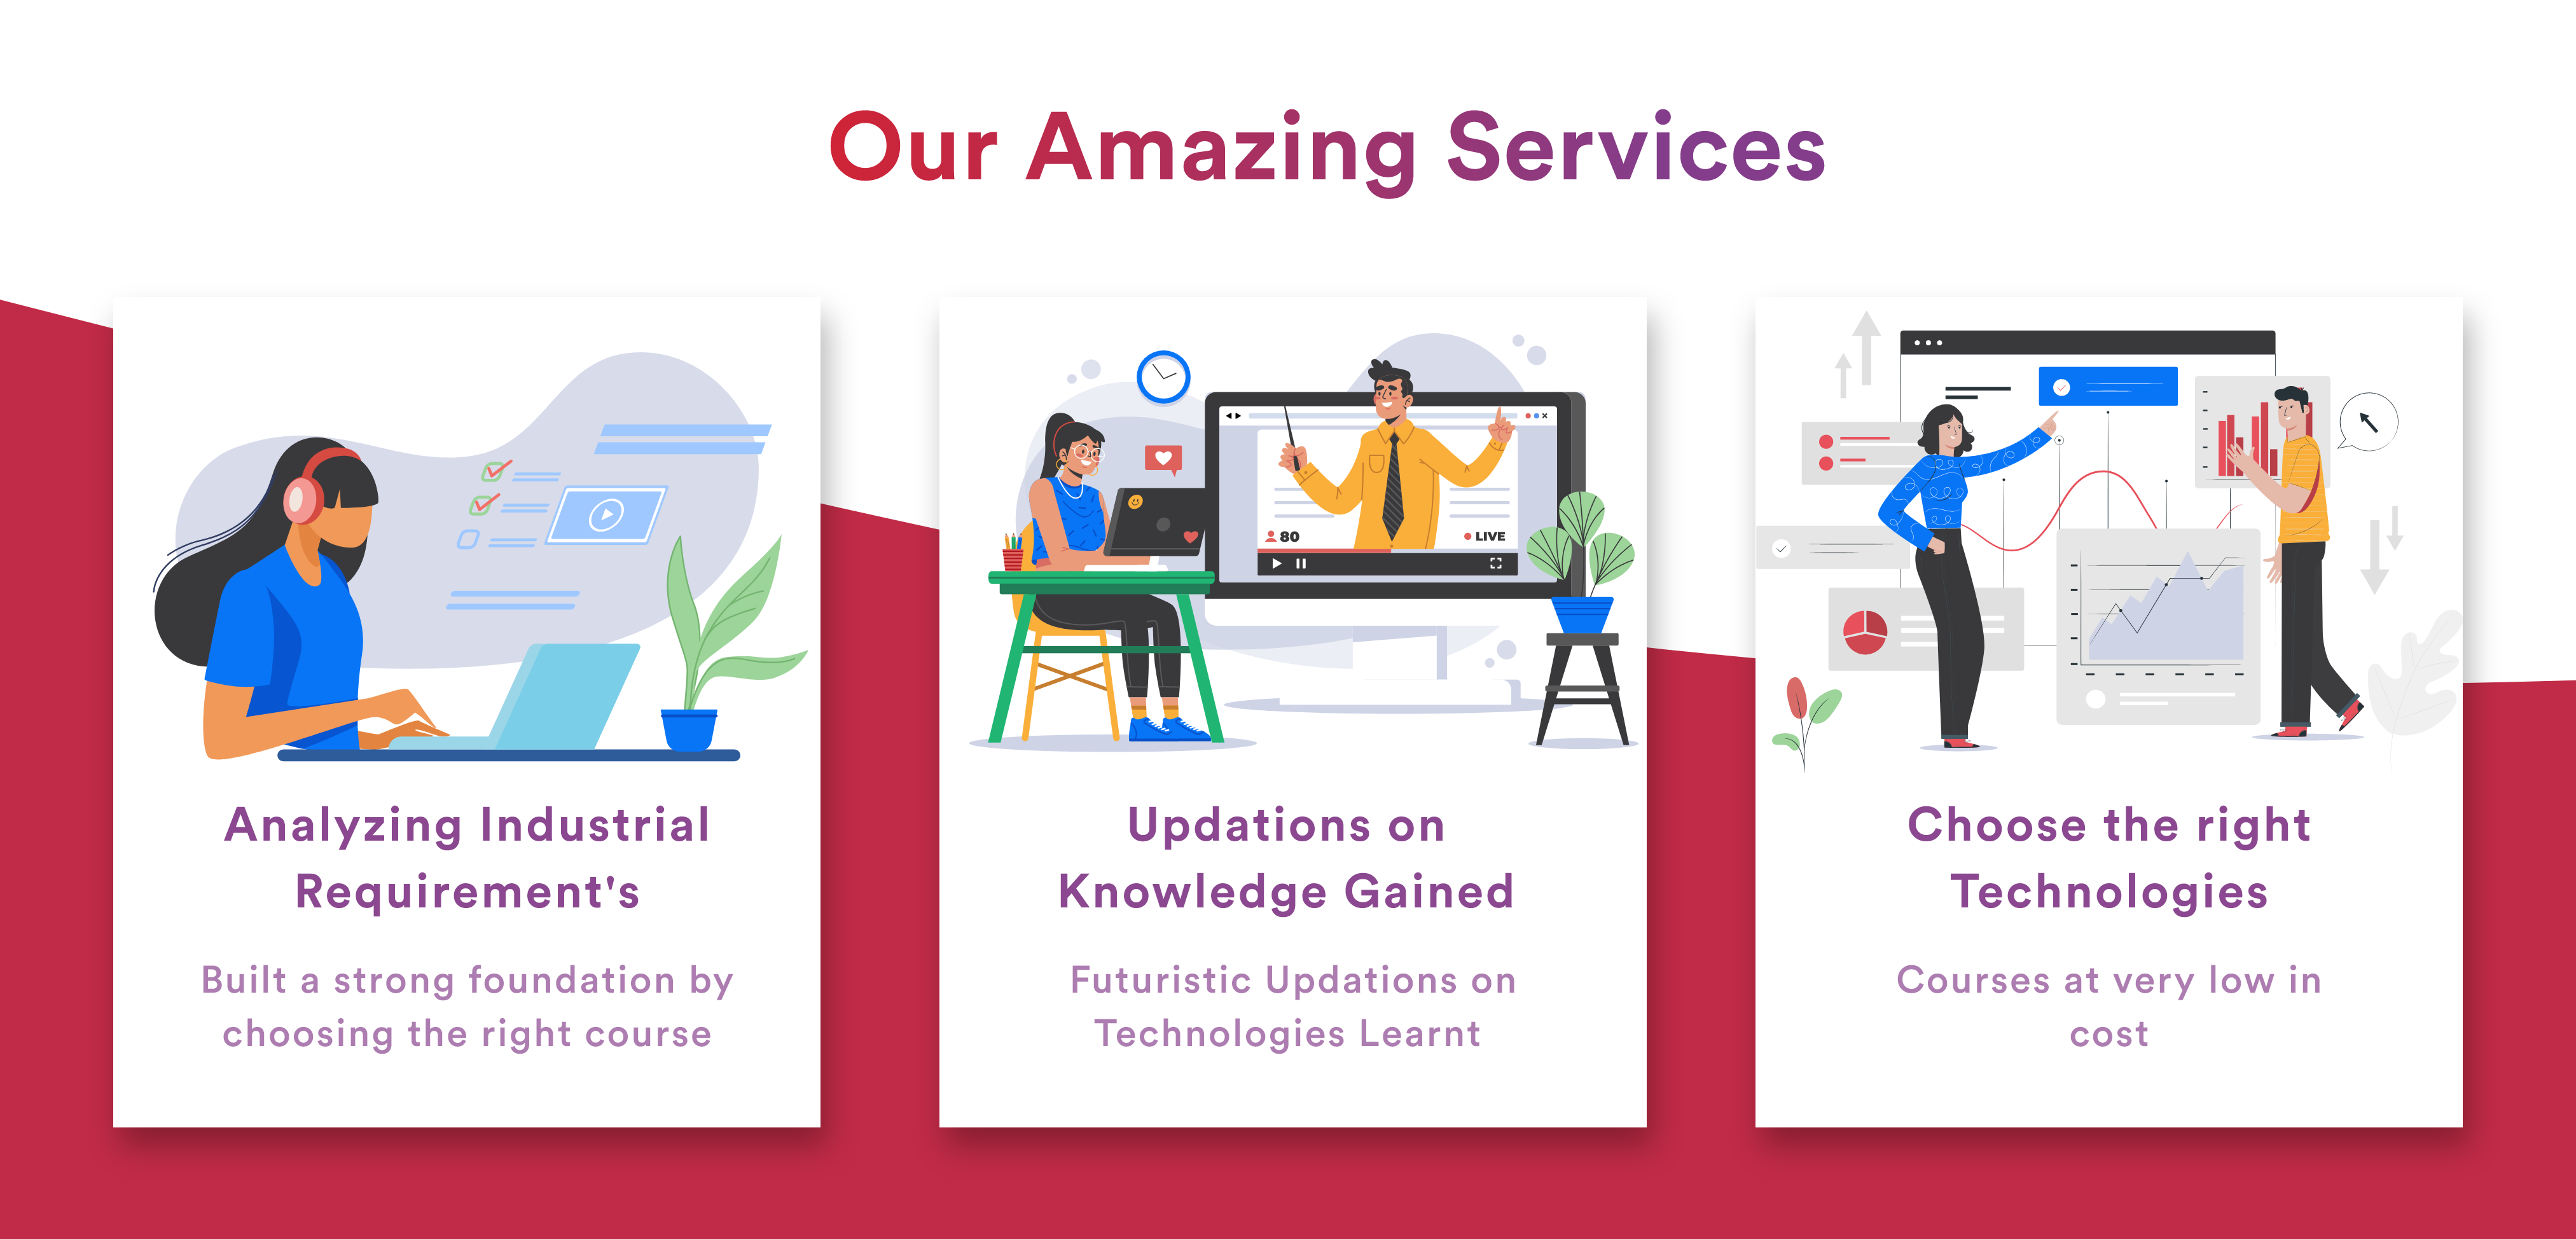 Our Amazing Services
80
LIVE
Analyzing Industrial
Requirement's
Built a strong foundation by
choosing the right course
Updations on
Knowledge Gained
Futuristic Updations on
Technologies Learnt
Choose the right
Technologies
Courses at very low in
cost